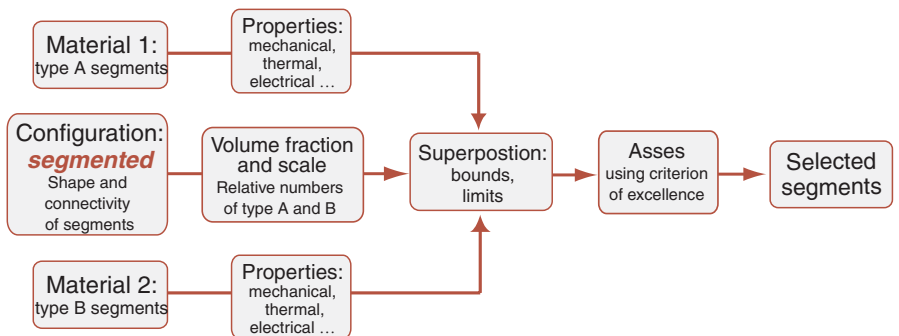 Material 1:
type A segments
Properties:
mechanical,
thermal,
electrical ...
Configuration:
segmented
Shape and
connectivity
of segments
Volume fraction
and scale
Relative numbers
of type A and B
Superpostion:
bounds,
limits
Asses
using criterion
of excellence
Selected
segments
Material 2:
type B segments
Properties:
mechanical,
thermal,
electrical ...